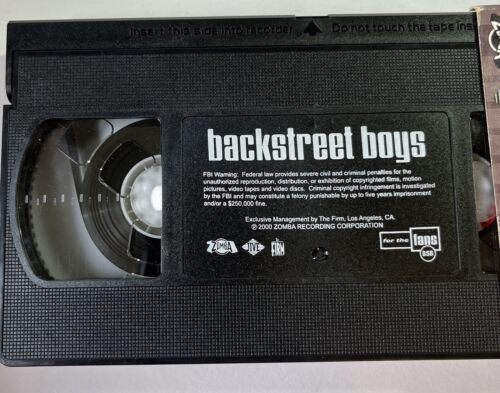 Insert this side into recorder
Do not touch the tape ins
backstreet boys
FBI Warning: Federal law provides severe civil and criminal penalties for the
unauthorized reproduction, distribution, or exhibition of copyrighted films, motion
pictures, video tapes and video discs. Criminal copyright infringement is investigated
by the FBI and may constitute a felony punishable by up to five years imprisonment
and/or a $250,000 fine.
Exclusive Management by The Firm, Los Angeles, CA.
℗ 2000 ZOMBA RECORDING CORPORATION
ZOMBA
JIVE
THE FIRM
for the fans
BSB